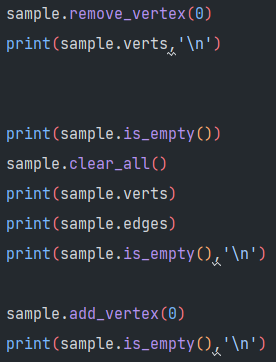 sample.remove_vertex(0)
print(sample.verts,'\n')
print(sample.is_empty())
sample.clear_all()
print(sample.verts)
print(sample.edges)
print(sample.is_empty(),'\n')
sample.add_vertex(0)
print(sample.is_empty(),'\n')